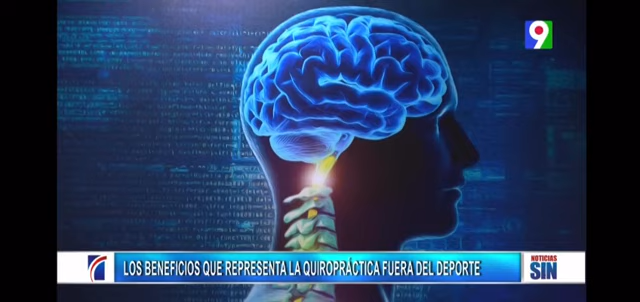 9
LOS BENEFICIOS QUE REPRESENTA LA QUIROPRÁCTICA FUERA DEL DEPORTE
NOTICIAS
SIN